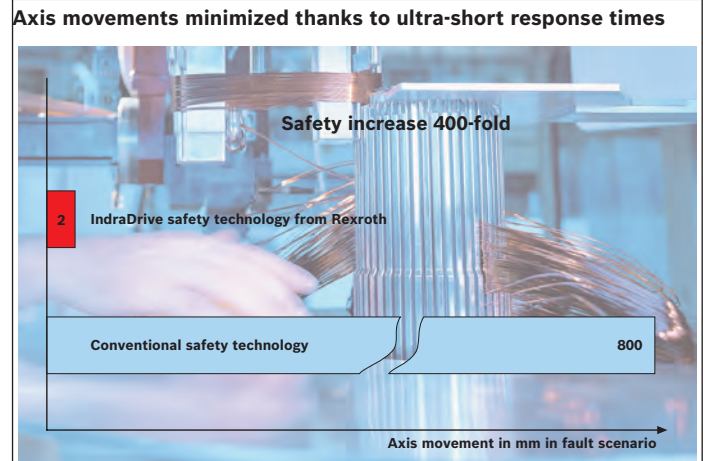 Axis movements minimized thanks to ultra-short response times
Safety increase 400-fold
2
IndraDrive safety technology from Rexroth
Conventional safety technology
800
Axis movement in mm in fault scenario